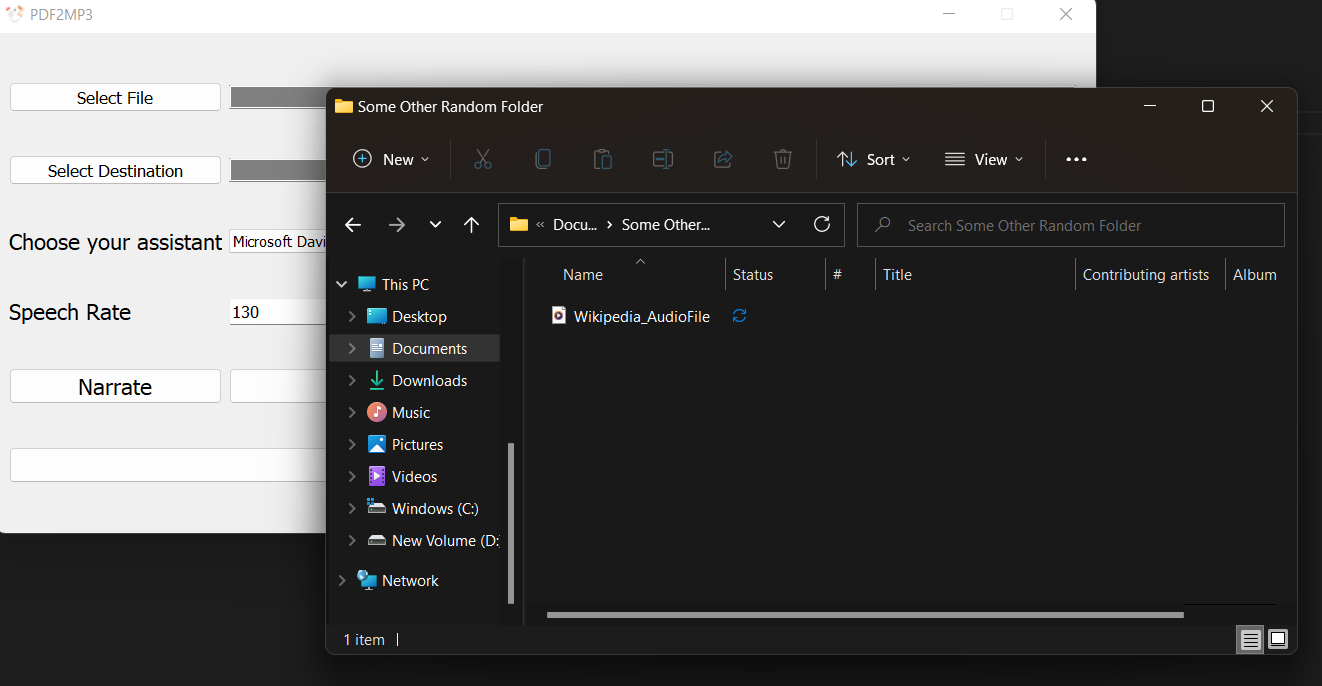 PDF2MP3
Select File
Select Destination
Choose your assistant Microsoft Davi
Speech Rate 130
Narrate
Some Other Random Folder
New Sort View
« Docu... › Some Other... Search Some Other Random Folder
Name Status # Title Contributing artists Album
Wikipedia_AudioFile
This PC
Desktop
Documents
Downloads
Music
Pictures
Videos
Windows (C:)
New Volume (D:
Network
1 item